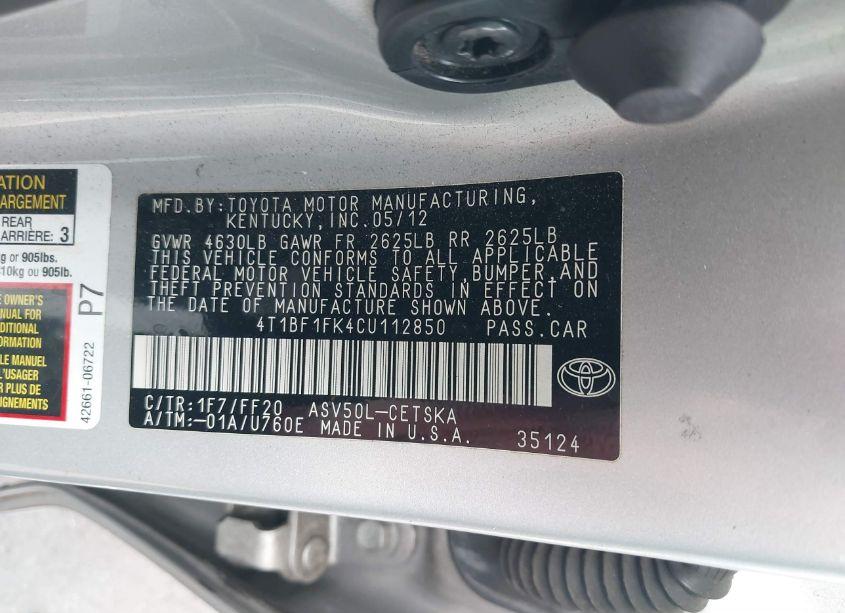 ATION
ARGEMENT
REAR
ARRIÈRE: 3
g or 905lbs.
10kg ou 905lb.
OWNER'S
NUAL FOR
DITIONAL
FORMATION
LE MANUEL
L'USAGER
R PLUS DE
IGNEMENTS
P7
42661-06722
MFD.BY:TOYOTA MOTOR MANUFACTURING,
KENTUCKY,INC.05/12
GVWR 4630LB GAWR FR 2625LB RR 2625LB
THIS VEHICLE CONFORMS TO ALL APPLICABLE
FEDERAL MOTOR VEHICLE SAFETY,BUMPER,AND
THEFT PREVENTION STANDARDS IN EFFECT ON
THE DATE OF MANUFACTURE SHOWN ABOVE.
4T1BF1FK4CU112850 PASS.CAR
C/TR:1F7/FF20 ASV50L-CETSKA
A/TM:-01A/U760E MADE IN U.S.A. 35124